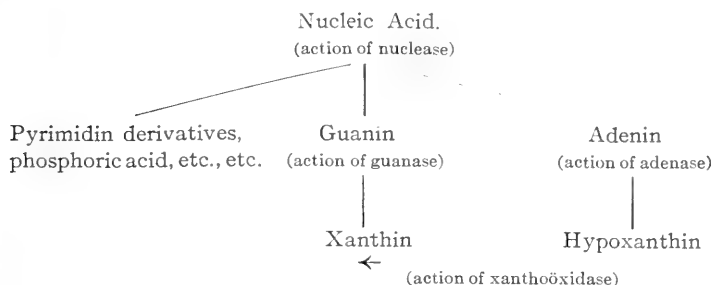 Nucleic Acid.
(action of nuclease)
Pyrimidin derivatives,
phosphoric acid, etc., etc.
Guanin
(action of guanase)
Adenin
(action of adenase)
Xanthin
Hypoxanthin
(action of xanthoöxidase)